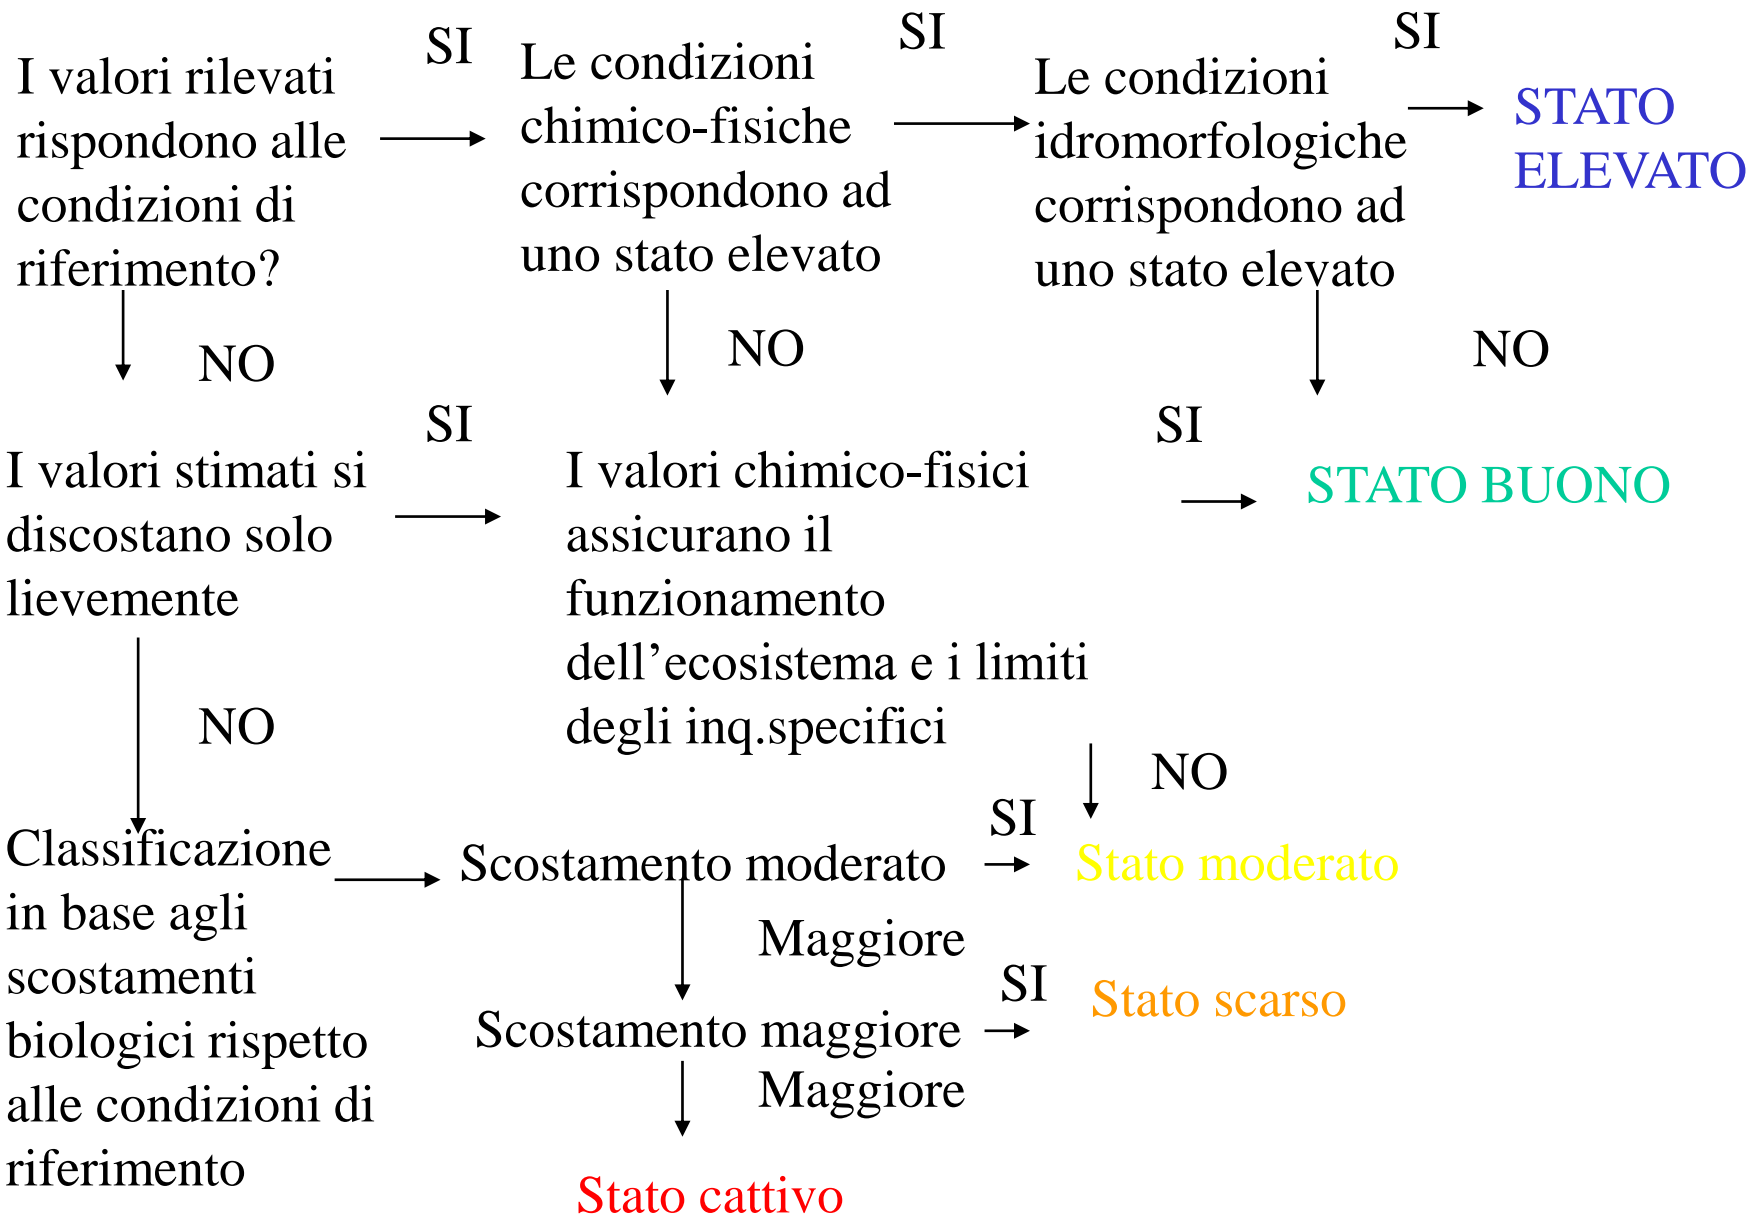 I valori rilevati
rispondono alle
condizioni di
riferimento?
SI
Le condizioni
chimico-fisiche
corrispondono ad
uno stato elevato
SI
Le condizioni
idromorfologiche
corrispondono ad
uno stato elevato
SI
STATO
ELEVATO
NO
NO
NO
I valori stimati si
discostano solo
lievemente
SI
I valori chimico-fisici
assicurano il
funzionamento
dell’ecosistema e i limiti
degli inq.specifici
SI
STATO BUONO
NO
NO
Classificazione
in base agli
scostamenti
biologici rispetto
alle condizioni di
riferimento
Scostamento moderato
SI
Stato moderato
Maggiore
Scostamento maggiore
SI
Stato scarso
Maggiore
Stato cattivo